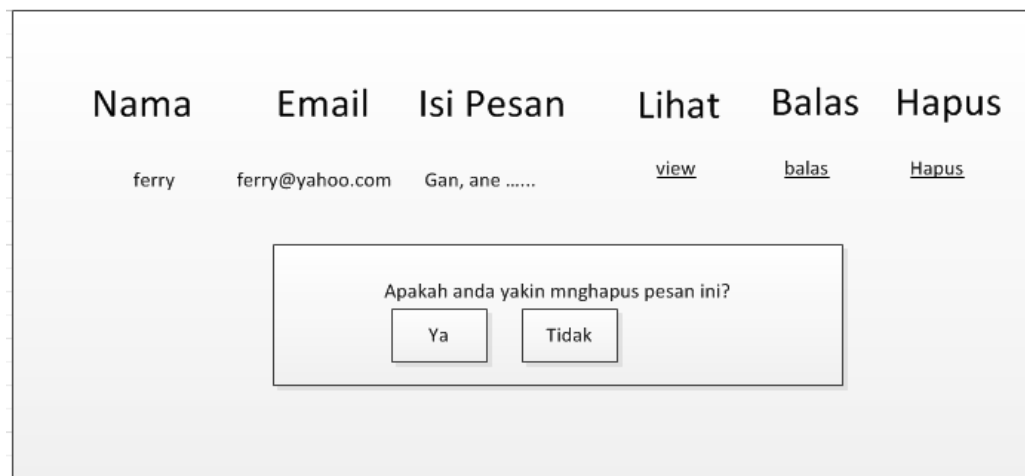 Nama Email Isi Pesan Lihat Balas Hapus
ferry ferry@yahoo.com Gan, ane ...... view balas Hapus
Apakah anda yakin mnghapus pesan ini?
Ya Tidak